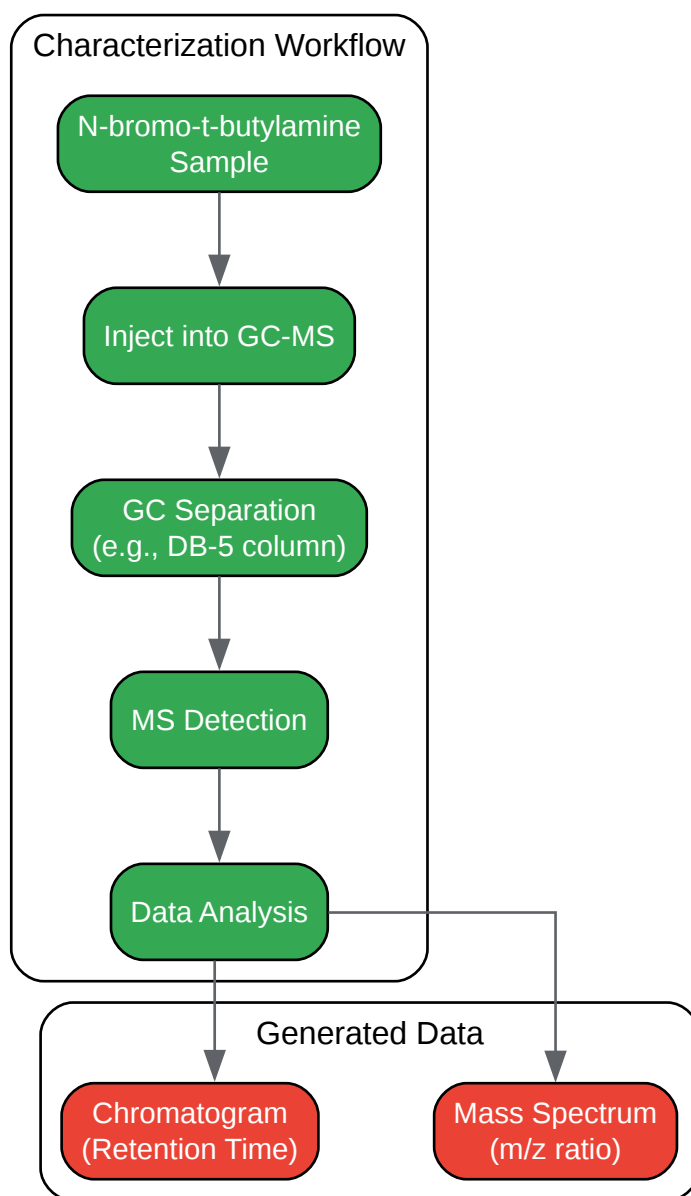 Characterization Workflow
N-bromo-t-butylamine
Sample
Inject into GC-MS
GC Separation
(e.g., DB-5 column)
MS Detection
Data Analysis
Generated Data
Chromatogram
(Retention Time)
Mass Spectrum
(m/z ratio)